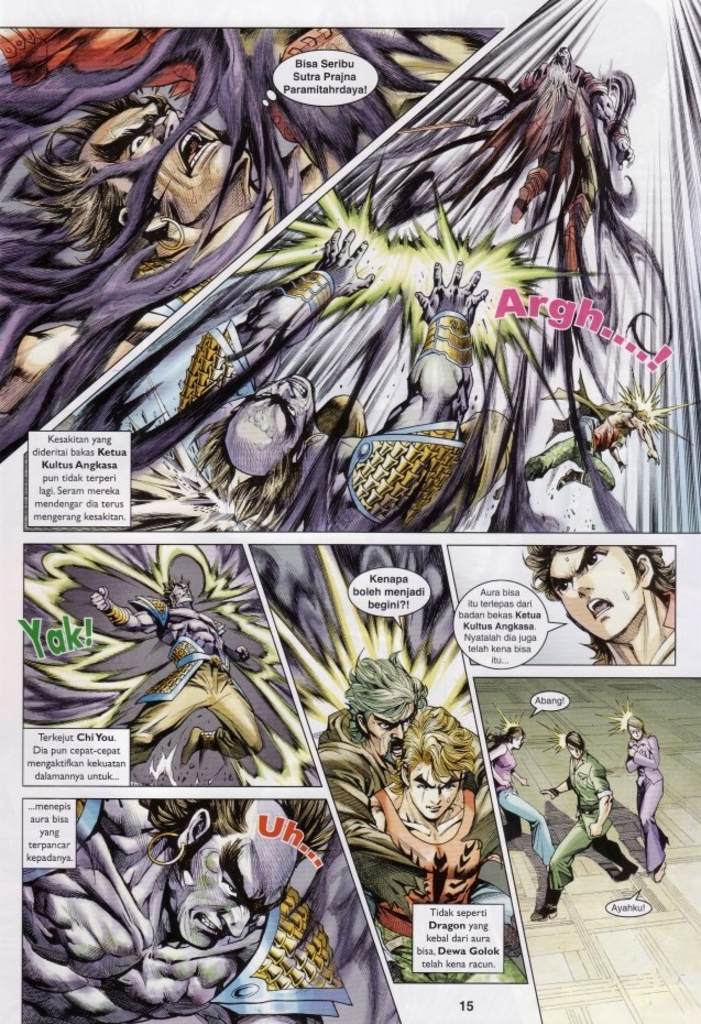 Bisa Seribu
Sutra Prajna
Paramitahrdaya!
Argh.....!
Kesakitan yang
dideritai bakas Ketua
Kultus Angkasa
pun tidak terperi
lagi. Seram mereka
mendengar dia terus
mengerang kesakitan.
Yak!
Terkejut Chi You.
Dia pun cepat-cepat
mengaktifkan kekuatan
dalamannya untuk...
Kenapa
boleh menjadi
begini?!
Aura bisa
itu terlepas dari
badan bekas Ketua
Kultus Angkasa.
Nyatalah dia juga
telah kena bisa
itu...
Abang!
...menepis
aura bisa
yang
terpancar
kepadanya.
Uh...
Tidak seperti
Dragon yang
kebal dari aura
bisa, Dewa Golok
telah kena racun.
Ayahku!
15